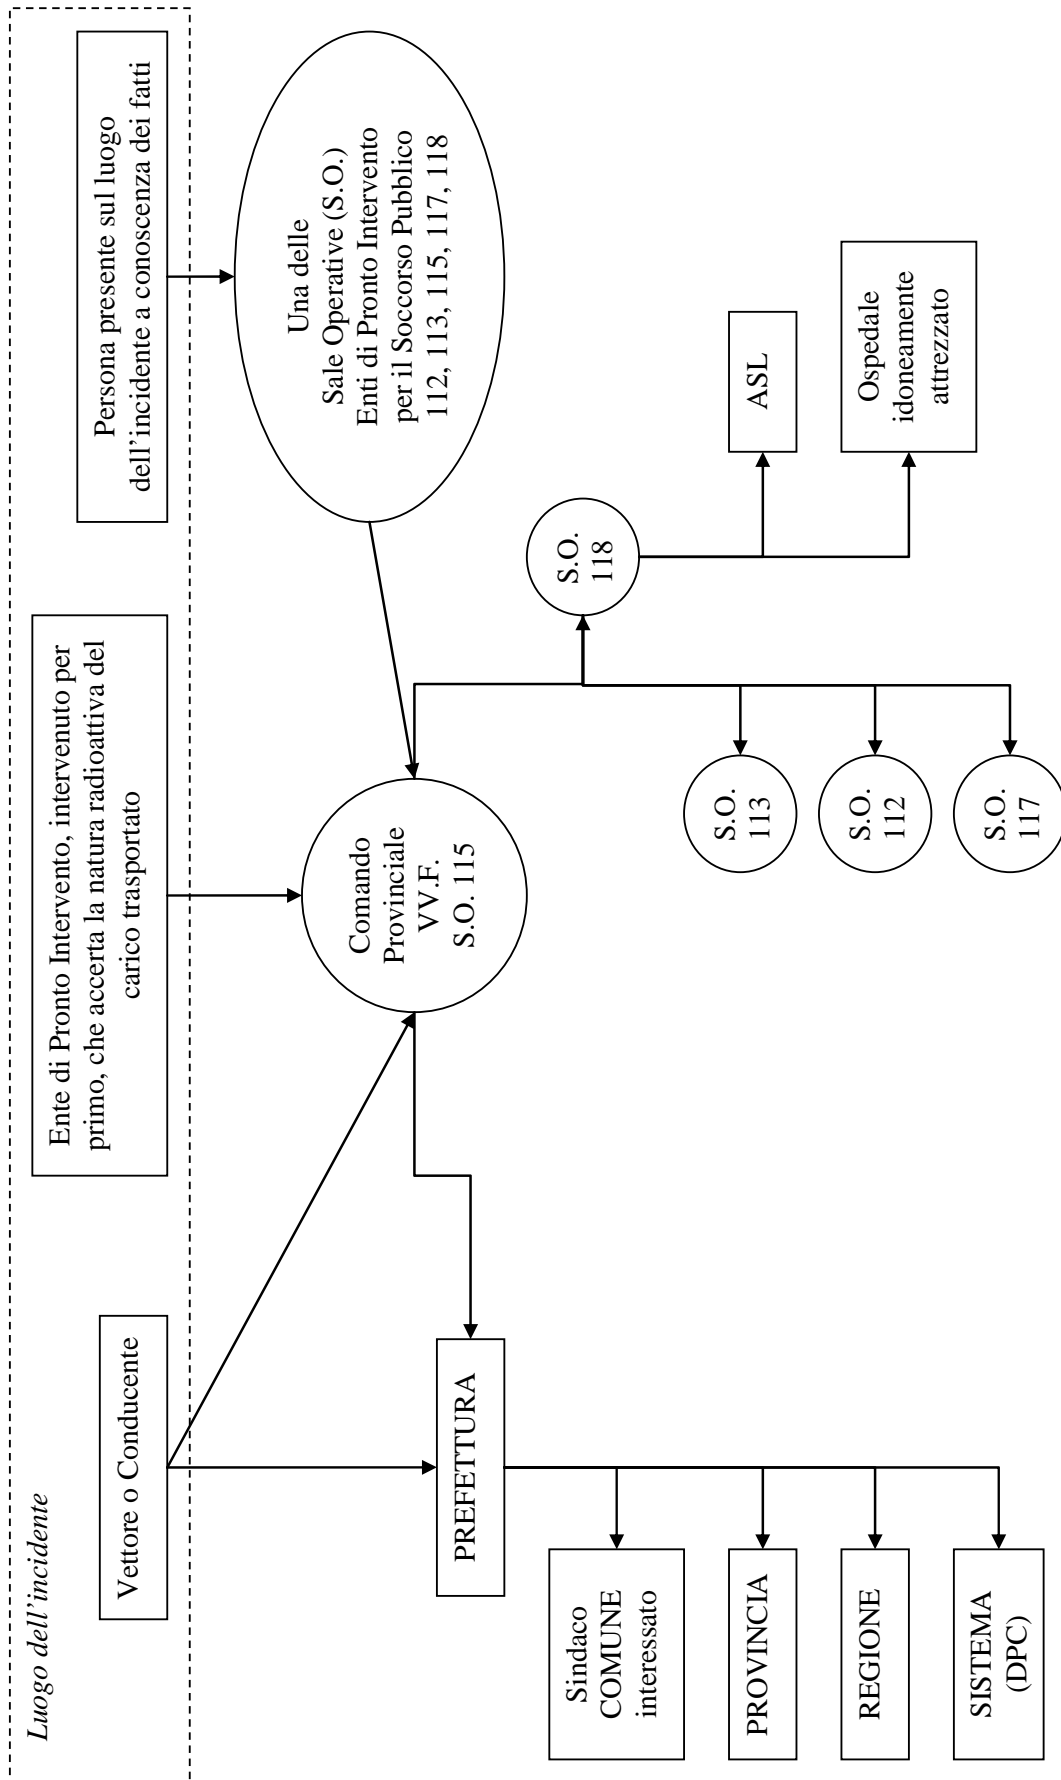 Luogo dell'incidente
Vettore o Conducente
Ente di Pronto Intervento, intervenuto per
primo, che accerta la natura radioattiva del
carico trasportato
Persona presente sul luogo
dell'incidente a conoscenza dei fatti
Una delle
Sale Operative (S.O.)
Enti di Pronto Intervento
per il Soccorso Pubblico
112, 113, 115, 117, 118
Comando
Provinciale
VV.F.
S.O. 115
PREFETTURA
S.O.
118
Sindaco
COMUNE
interessato
PROVINCIA
REGIONE
SISTEMA
(DPC)
S.O.
113
S.O.
112
S.O.
117
ASL
Ospedale
idoneamente
attrezzato